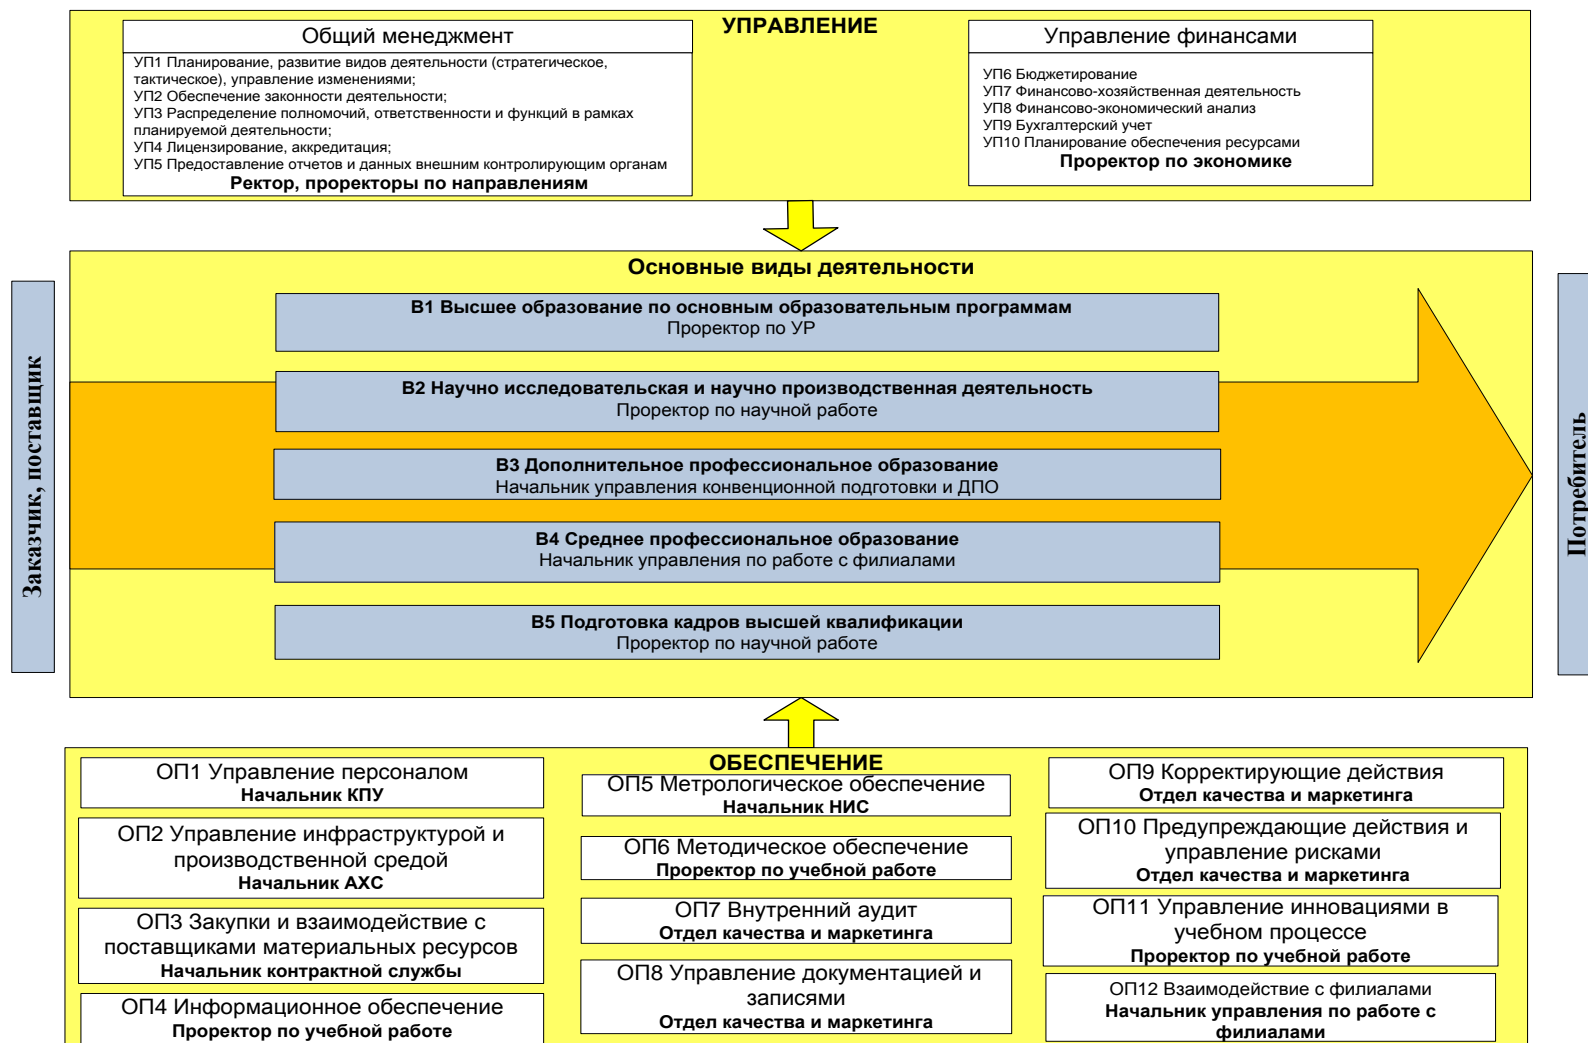 УПРАВЛЕНИЕ
Общий менеджмент
УП1 Планирование, развитие видов деятельности (стратегическое,
тактическое), управление изменениями;
УП2 Обеспечение законности деятельности;
УП3 Распределение полномочий, ответственности и функций в рамках
планируемой деятельности;
УП4 Лицензирование, аккредитация;
УП5 Предоставление отчетов и данных внешним контролирующим органам
Ректор, проректоры по направлениям
Управление финансами
УП6 Бюджетирование
УП7 Финансово-хозяйственная деятельность
УП8 Финансово-экономический анализ
УП9 Бухгалтерский учет
УП10 Планирование обеспечения ресурсами
Проректор по экономике
Заказчик, поставщик
Основные виды деятельности
В1 Высшее образование по основным образовательным программам
Проректор по УР
В2 Научно исследовательская и научно производственная деятельность
Проректор по научной работе
В3 Дополнительное профессиональное образование
Начальник управления конвенционной подготовки и ДПО
В4 Среднее профессиональное образование
Начальник управления по работе с филиалами
В5 Подготовка кадров высшей квалификации
Проректор по научной работе
Потребитель
ОБЕСПЕЧЕНИЕ
ОП1 Управление персоналом
Начальник КПУ
ОП2 Управление инфраструктурой и
производственной средой
Начальник АХС
ОП3 Закупки и взаимодействие с
поставщиками материальных ресурсов
Начальник контрактной службы
ОП4 Информационное обеспечение
Проректор по учебной работе
ОП5 Метрологическое обеспечение
Начальник НИС
ОП6 Методическое обеспечение
Проректор по учебной работе
ОП7 Внутренний аудит
Отдел качества и маркетинга
ОП8 Управление документацией и
записями
Отдел качества и маркетинга
ОП9 Корректирующие действия
Отдел качества и маркетинга
ОП10 Предупреждающие действия и
управление рисками
Отдел качества и маркетинга
ОП11 Управление инновациями в
учебном процессе
Проректор по учебной работе
ОП12 Взаимодействие с филиалами
Начальник управления по работе с
филиалами